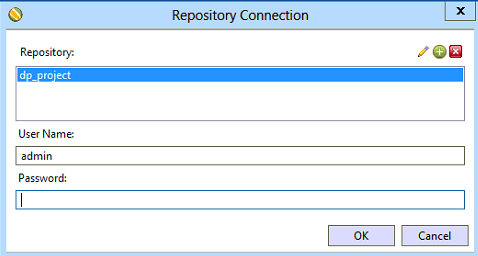 Repository Connection
X
Repository:
dp_project
User Name:
admin
Password:
OK
Cancel